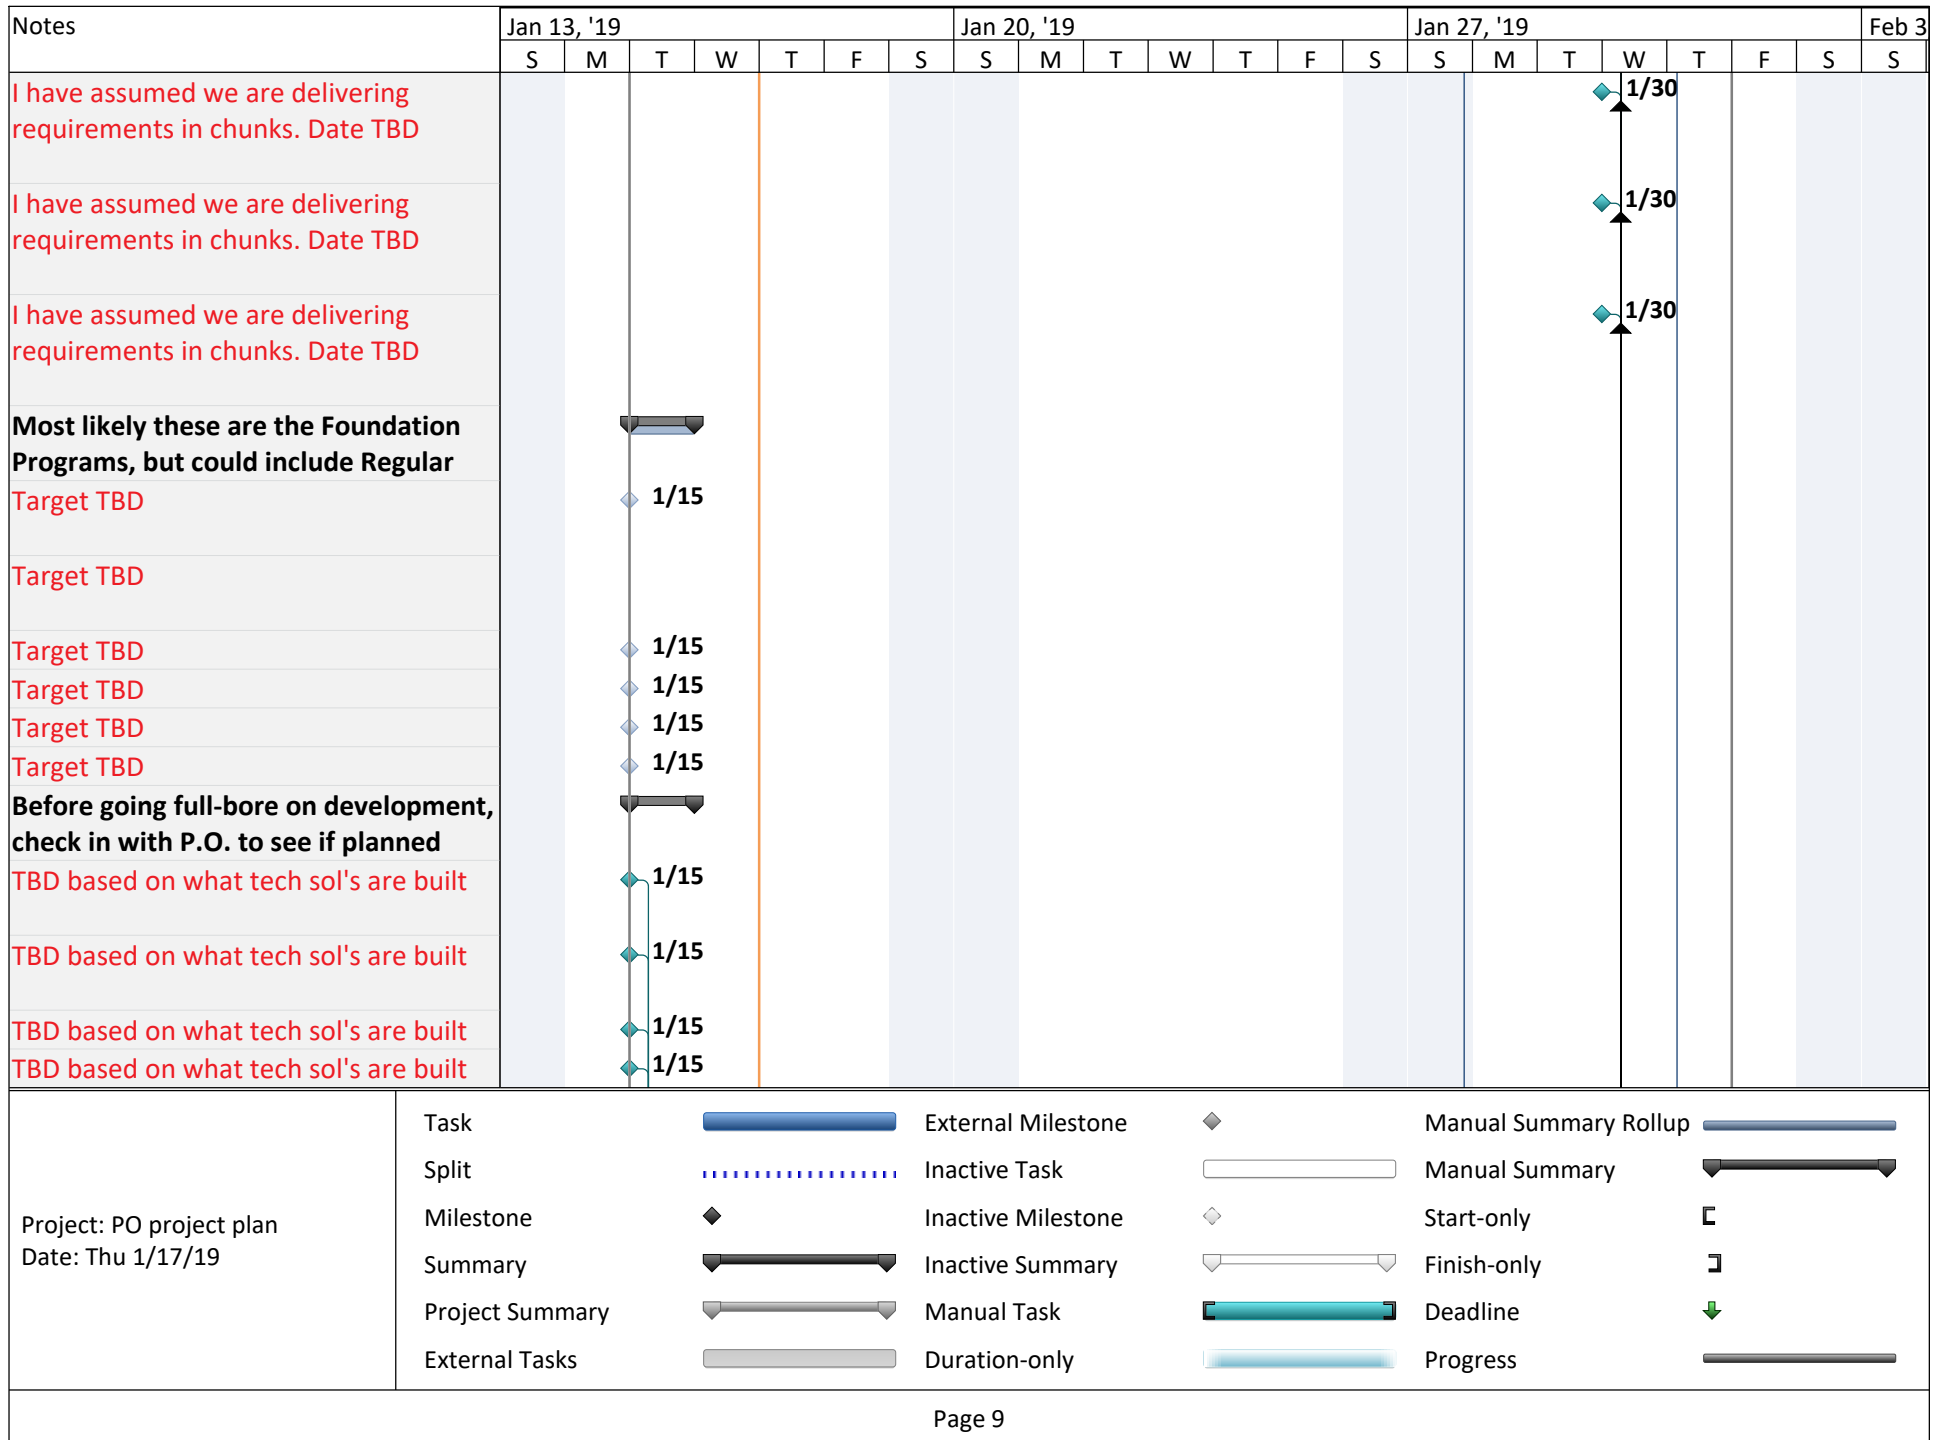 Notes
Jan 13, '19
Jan 20, '19
Jan 27, '19
Feb 3
S M T W T F S S M T W T F S S M T W T F S S
I have assumed we are delivering
requirements in chunks. Date TBD
1/30
I have assumed we are delivering
requirements in chunks. Date TBD
1/30
I have assumed we are delivering
requirements in chunks. Date TBD
1/30
Most likely these are the Foundation
Programs, but could include Regular
Target TBD
1/15
Target TBD
Target TBD
1/15
Target TBD
1/15
Target TBD
1/15
Target TBD
1/15
Before going full-bore on development,
check in with P.O. to see if planned
TBD based on what tech sol's are built
1/15
TBD based on what tech sol's are built
1/15
TBD based on what tech sol's are built
1/15
TBD based on what tech sol's are built
1/15
Project: PO project plan
Date: Thu 1/17/19
Task
Split
Milestone
Summary
Project Summary
External Tasks
External Milestone
Inactive Task
Inactive Milestone
Inactive Summary
Manual Task
Duration-only
Manual Summary Rollup
Manual Summary
Start-only
Finish-only
Deadline
Progress
Page 9